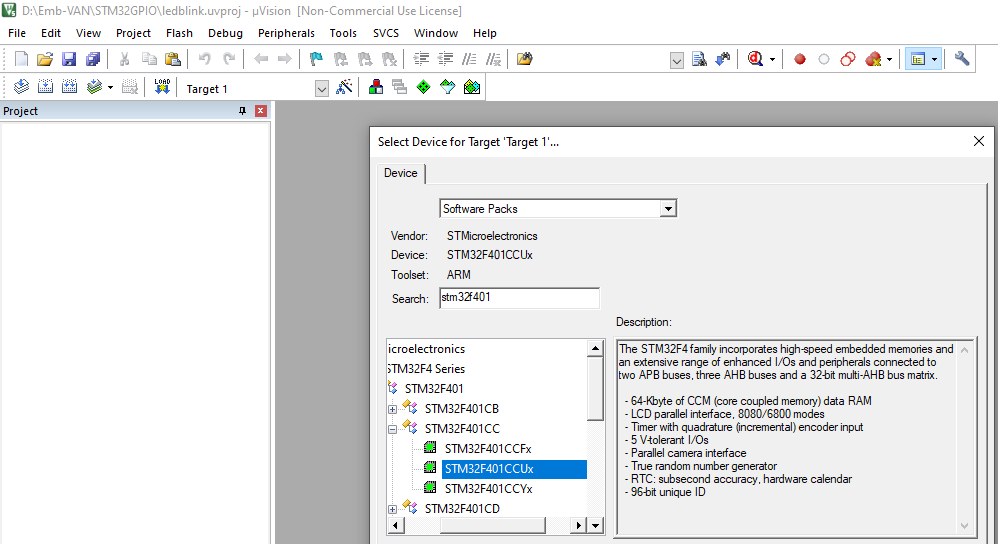 D:\Emb-VAN\STM32GPIO\ledblink.uvproj - µVision [Non-Commercial Use License]
File Edit View Project Flash Debug Peripherals Tools SVCS Window Help
LOAD Target 1
Project
Select Device for Target 'Target 1'...
Device
Software Packs
Vendor: STMicroelectronics
Device: STM32F401CCUx
Toolset: ARM
Search: stm32f401
icroelectronics
STM32F4 Series
STM32F401
STM32F401CB
STM32F401CC
STM32F401CCFx
STM32F401CCUx
STM32F401CCYx
STM32F401CD
Description:
The STM32F4 family incorporates high-speed embedded memories and
an extensive range of enhanced I/Os and peripherals connected to
two APB buses, three AHB buses and a 32-bit multi-AHB bus matrix.
- 64-Kbyte of CCM (core coupled memory) data RAM
- LCD parallel interface, 8080/6800 modes
- Timer with quadrature (incremental) encoder input
- 5 V-tolerant I/Os
- Parallel camera interface
- True random number generator
- RTC: subsecond accuracy, hardware calendar
- 96-bit unique ID